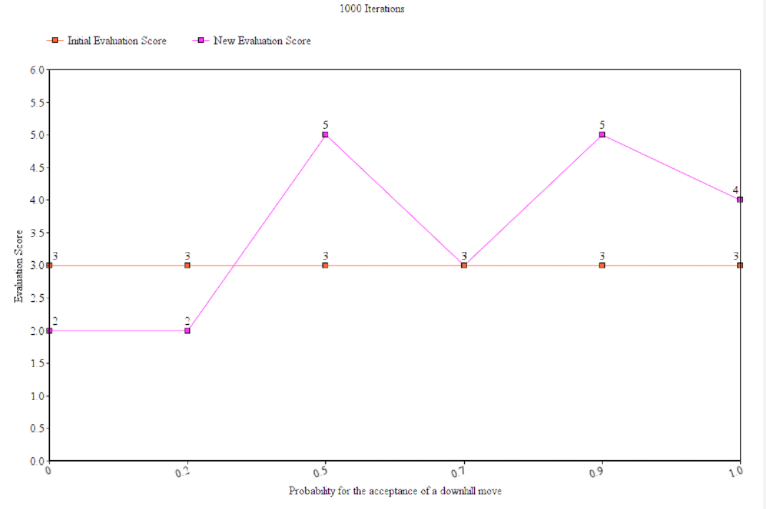 1000 Iterations
Initial Evaluation Score New Evaluation Score
6.0
5.5
5 5
5.0
4.5
4
4.0
3.5
3 3 3 3 3 3
3.0
2.5
2 2
2.0
1.5
1.0
0.5
0.0
0 0.2 0.5 0.7 0.9 1.0
Evaluation Score
Probability for the acceptance of a downhill move